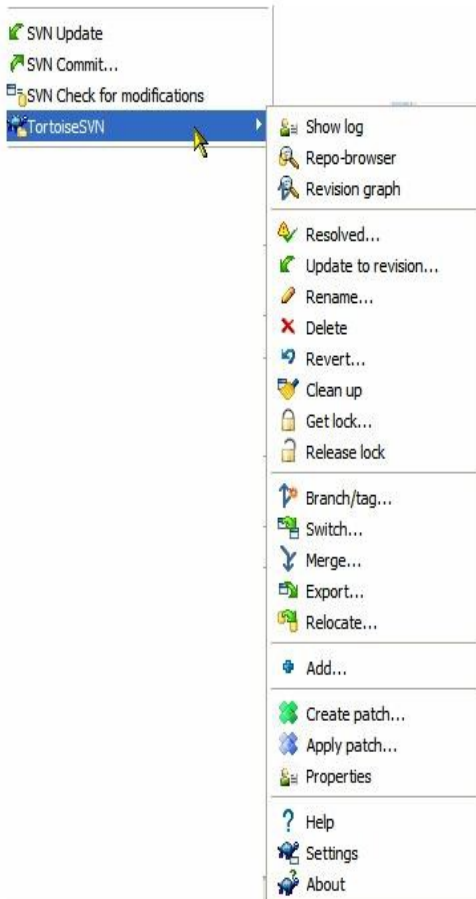 SVN Update
SVN Commit...
SVN Check for modifications
TortoiseSVN
Show log
Repo-browser
Revision graph
Resolved...
Update to revision...
Rename...
Delete
Revert...
Clean up
Get lock...
Release lock
Branch/tag...
Switch...
Merge...
Export...
Relocate...
Add...
Create patch...
Apply patch...
Properties
Help
Settings
About